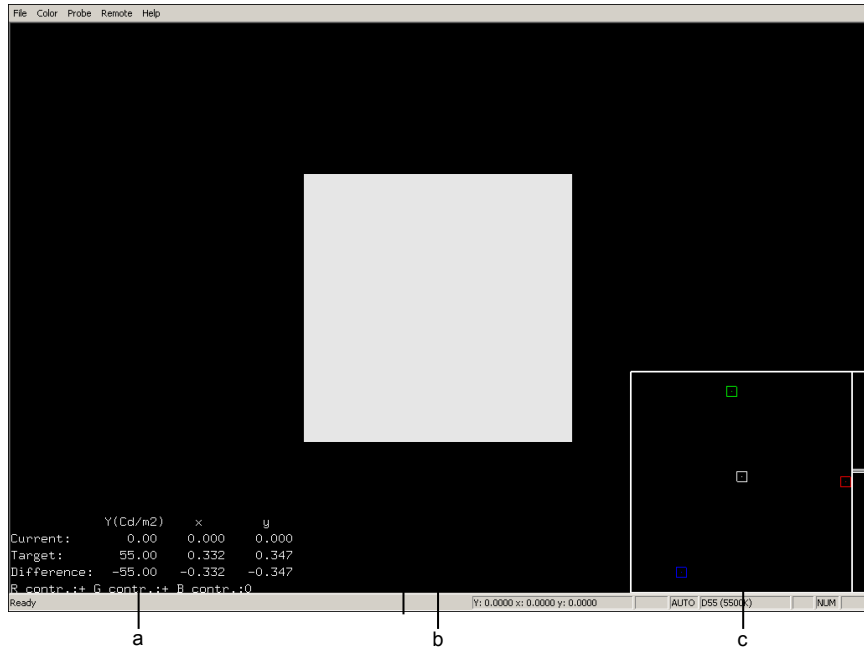 File Color Probe Remote Help
Y(Cd/m2) x y
Current: 0.00 0.000 0.000
Target: 55.00 0.332 0.347
Difference: -55.00 -0.332 -0.347
R contr.:+ G contr.:+ B contr.:0
Ready Y: 0.0000 x: 0.0000 y: 0.0000 AUTO D55 (5500K) NUM
a b c